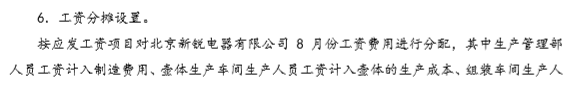 6．工资分摊设置。
按应发工资项目对北京新锐电器有限公司 8 月份工资费用进行分配，其中生产管理部
人员工资计入制造费用、壶体生产车间生产人员工资计入壶体的生产成本、组装车间生产人